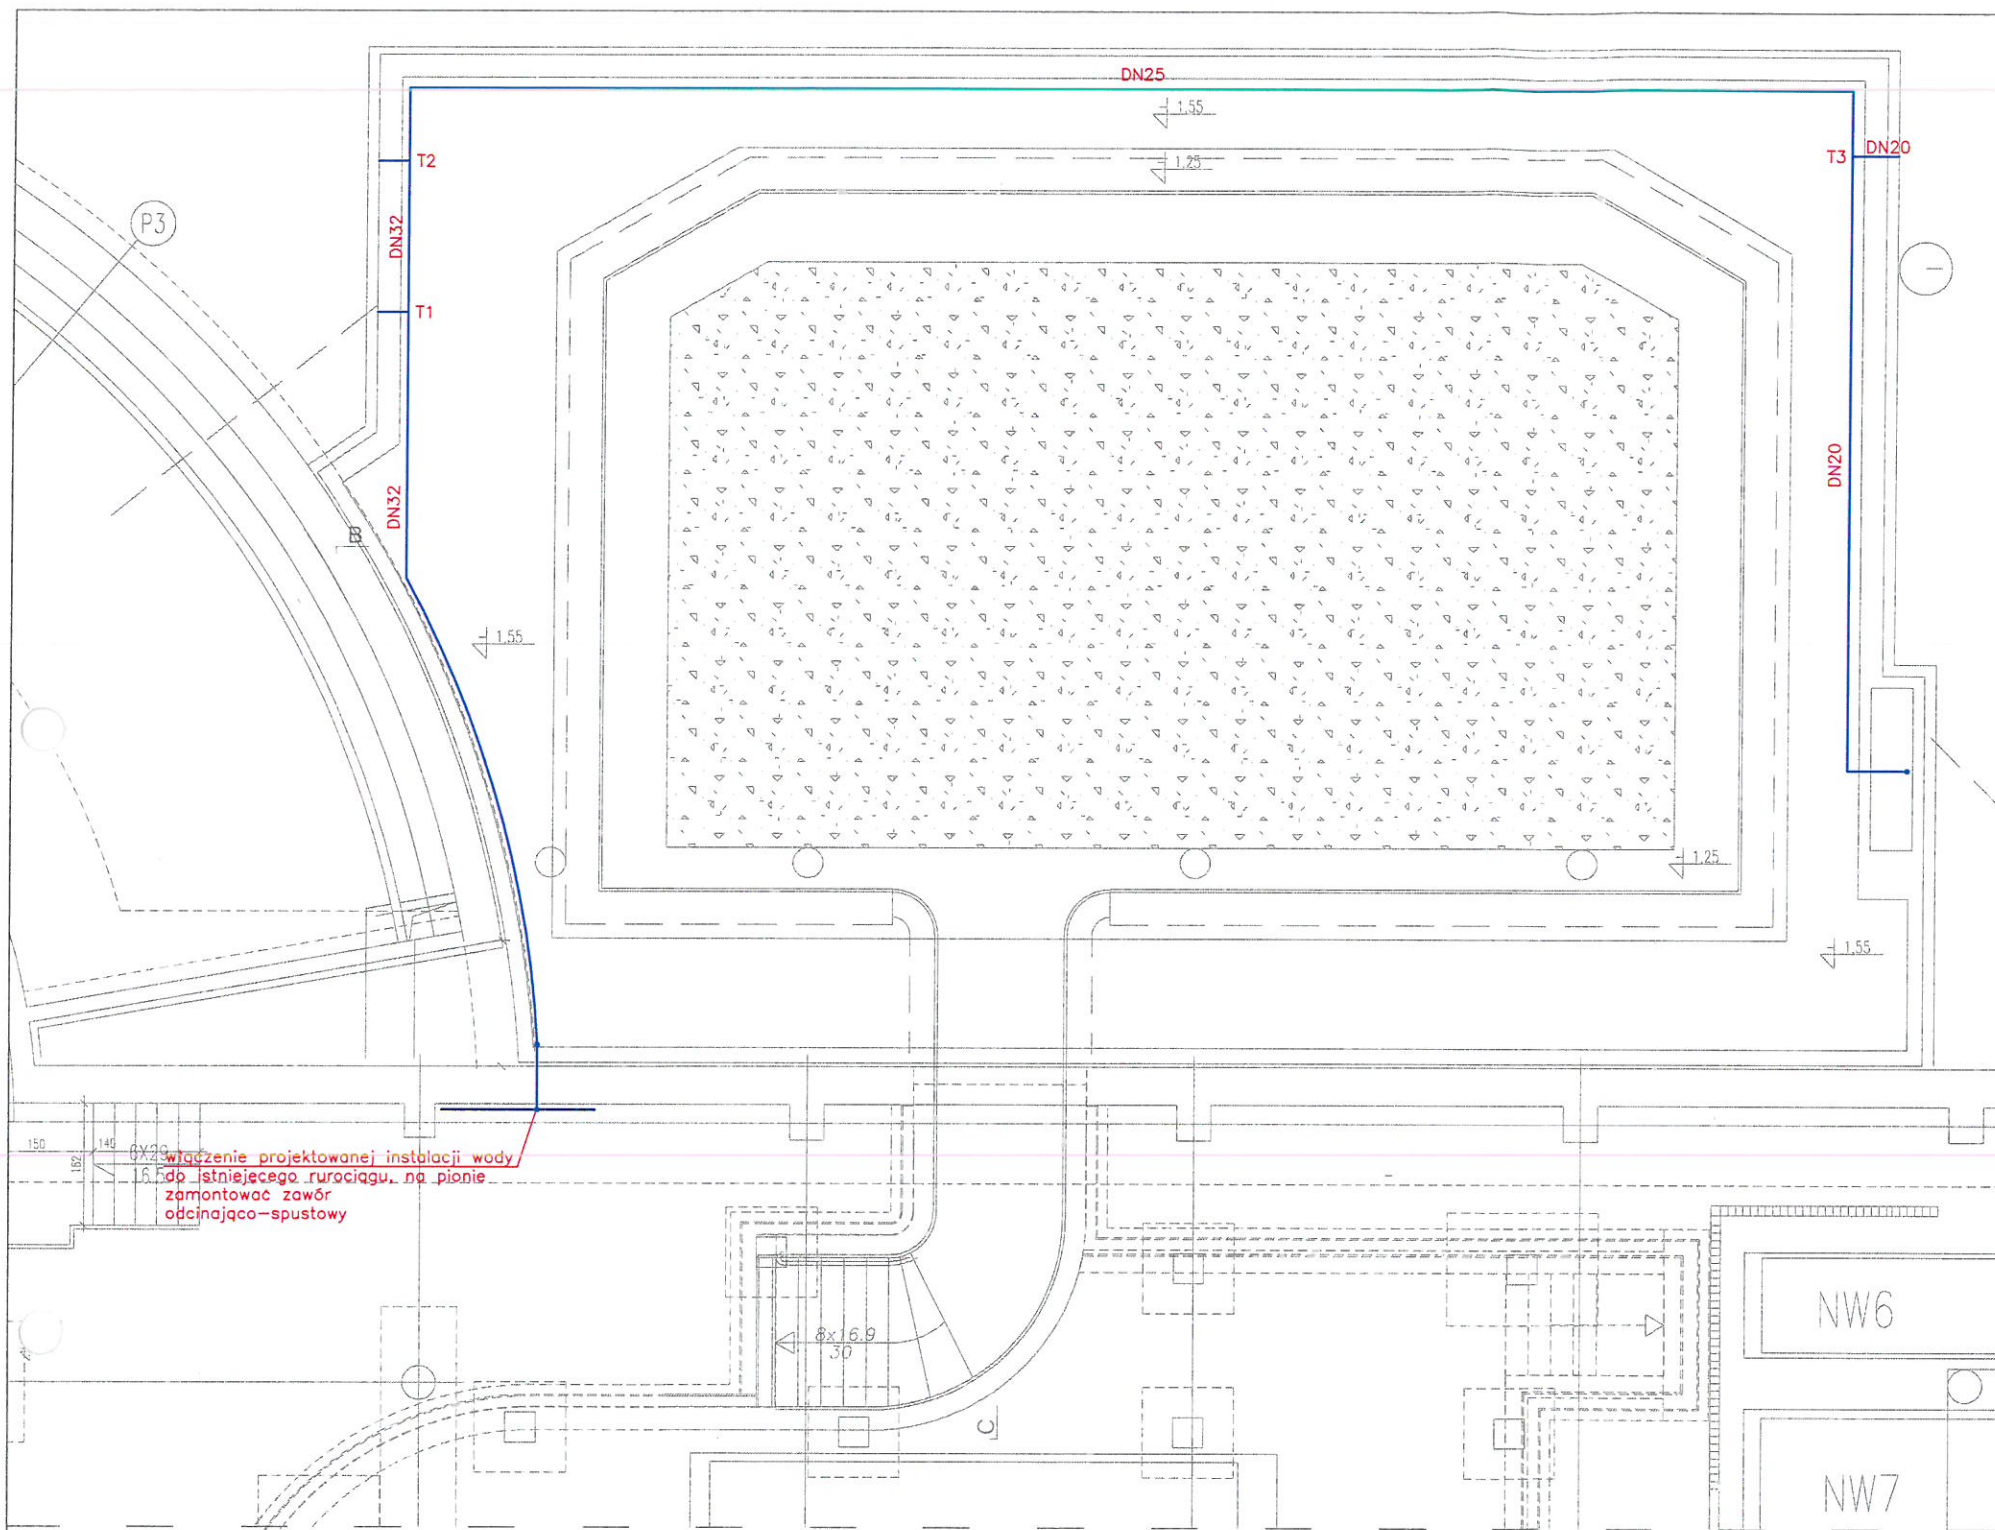 DN25
1.55
1.25
T2
T3
DN20
P3
DN32
T1
DN20
DN32
B
1.55
1.25
1.55
150
140
162
6X29
16.5
włączenie projektowanej instalacji wody
do istniejęcego rurociągu, na pionie
zamontować zawór
odcinająco-spustowy
NW6
8x16.9
30
C
NW7